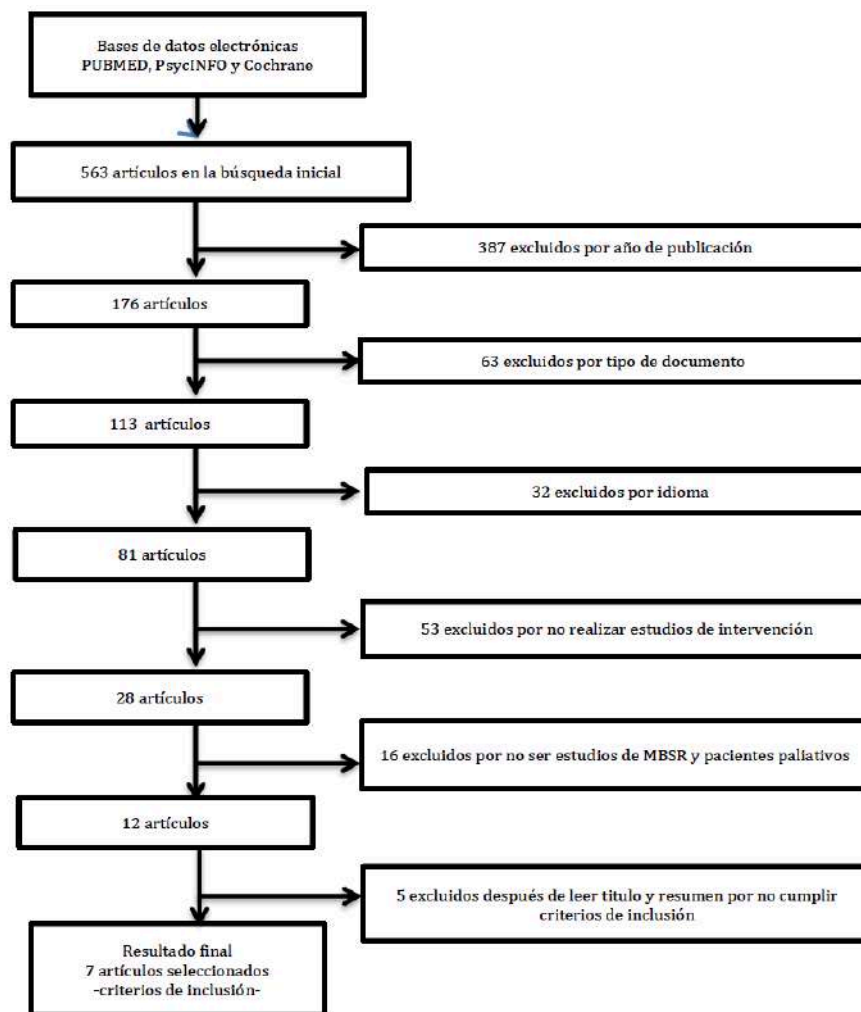 Bases de datos electrónicas
PUBMED, PsycINFO y Cochrane
563 artículos en la búsqueda inicial
387 excluidos por año de publicación
176 artículos
63 excluidos por tipo de documento
113 artículos
32 excluidos por idioma
81 artículos
53 excluidos por no realizar estudios de intervención
28 artículos
16 excluidos por no ser estudios de MBSR y pacientes paliativos
12 artículos
5 excluidos después de leer titulo y resumen por no cumplir
criterios de inclusión
Resultado final
7 artículos seleccionados
-criterios de inclusión-